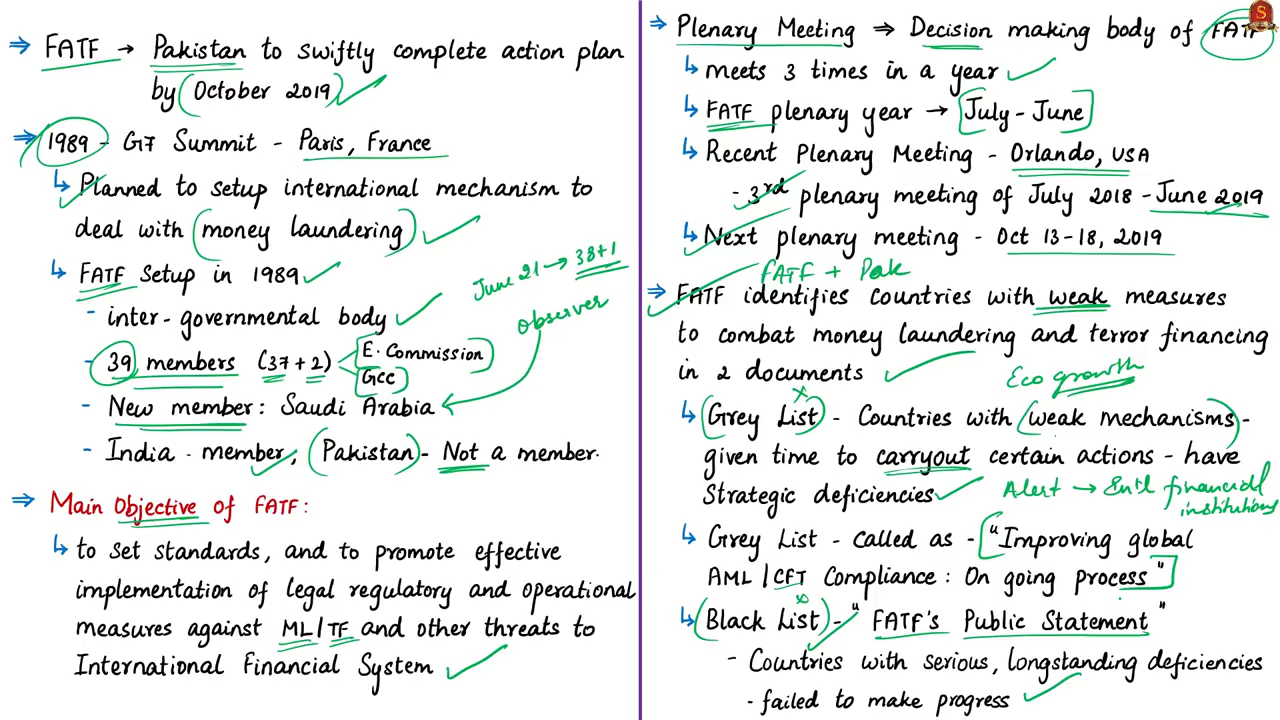 ⇒ FATF → Pakistan to swiftly complete action plan
by (October 2019)
⇒ 1989 - G7 Summit - Paris, France
↳ Planned to setup international mechanism to
deal with (money laundering)
↳ FATF Setup in 1989
- inter-governmental body
June 21 → 38+1
observer
- 39 members (37 + 2)
E. Commission
Gcc
- New member: Saudi Arabia
- India - member, (Pakistan) - Not a member.
⇒ Main Objective of FATF:
↳ to set standards, and to promote effective
implementation of legal regulatory and operational
measures against ML/TF and other threats to
International Financial System
⇒ Plenary Meeting ⇒ Decision making body of FATF
↳ meets 3 times in a year
↳ FATF plenary year → [July - June]
↳ Recent Plenary Meeting - Orlando, USA
- 3rd plenary meeting of July 2018 - June 2019
↳ Next plenary meeting - Oct 13-18, 2019
FATF + Pak
⇒ FATF identifies countries with weak measures
to combat money laundering and terror financing
in 2 documents
Eco growth
↳ (Grey List) - Countries with (weak mechanisms) -
given time to carryout certain actions - have
Strategic deficiencies
Alert → Int'l financial
institutions
↳ Grey List - called as - "Improving global
AML/CFT Compliance: On going process"
↳ (Black List) - "FATF's Public Statement"
- Countries with serious, longstanding deficiencies
- failed to make progress
S